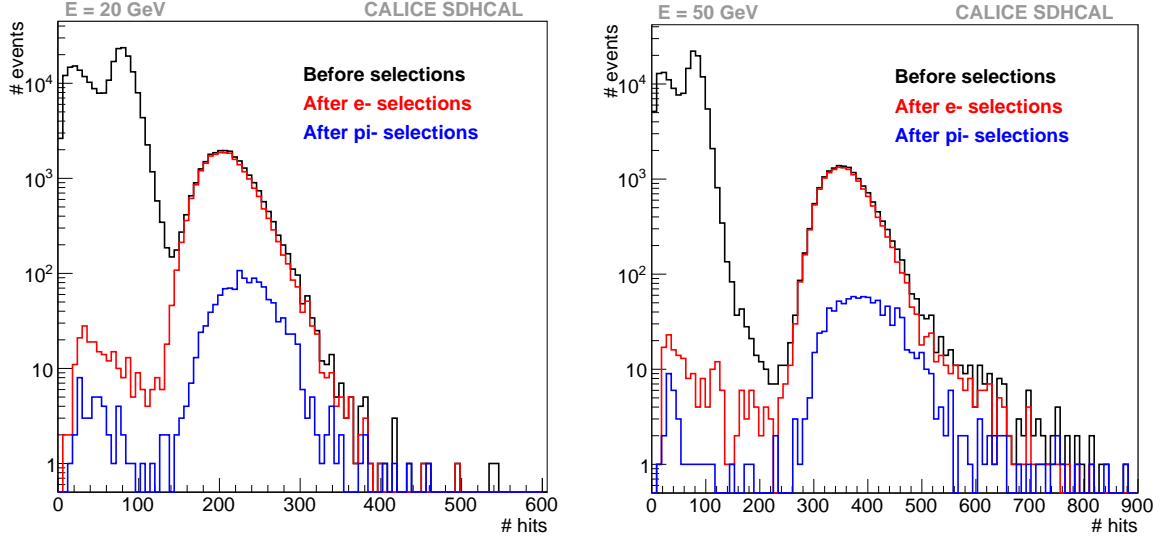 E = 20 GeV CALICE SDHCAL
# events
Before selections
After e- selections
After pi- selections
10^4
10^3
10^2
10
1
0 100 200 300 400 500 600
# hits
E = 50 GeV CALICE SDHCAL
# events
Before selections
After e- selections
After pi- selections
10^4
10^3
10^2
10
1
0 100 200 300 400 500 600 700 800 900
# hits